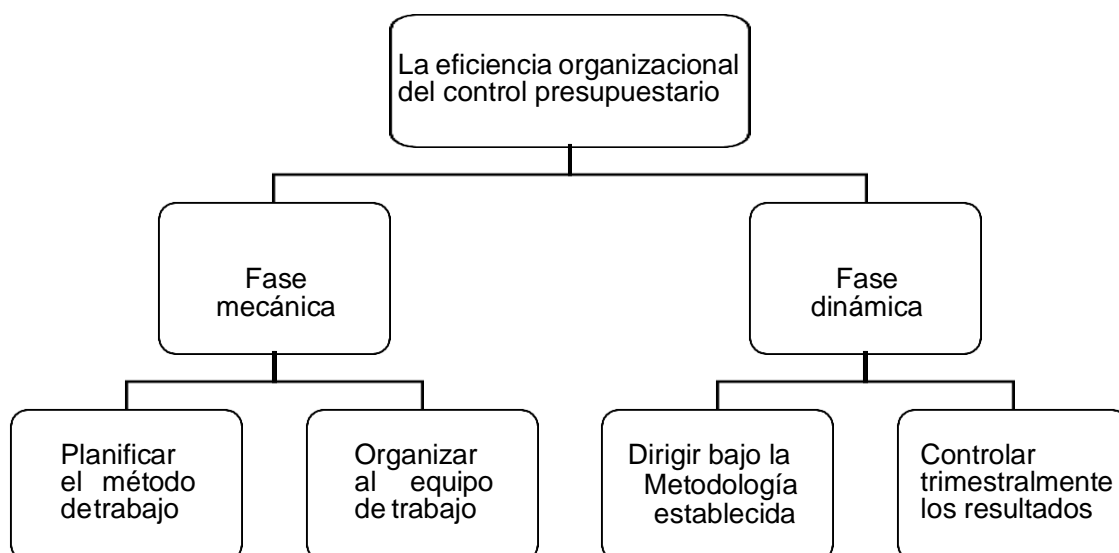 La eficiencia organizacional
del control presupuestario
Fase
mecánica
Fase
dinámica
Planificar
el método
detrabajo
Organizar
al equipo
de trabajo
Dirigir bajo la
Metodología
establecida
Controlar
trimestralmente
los resultados